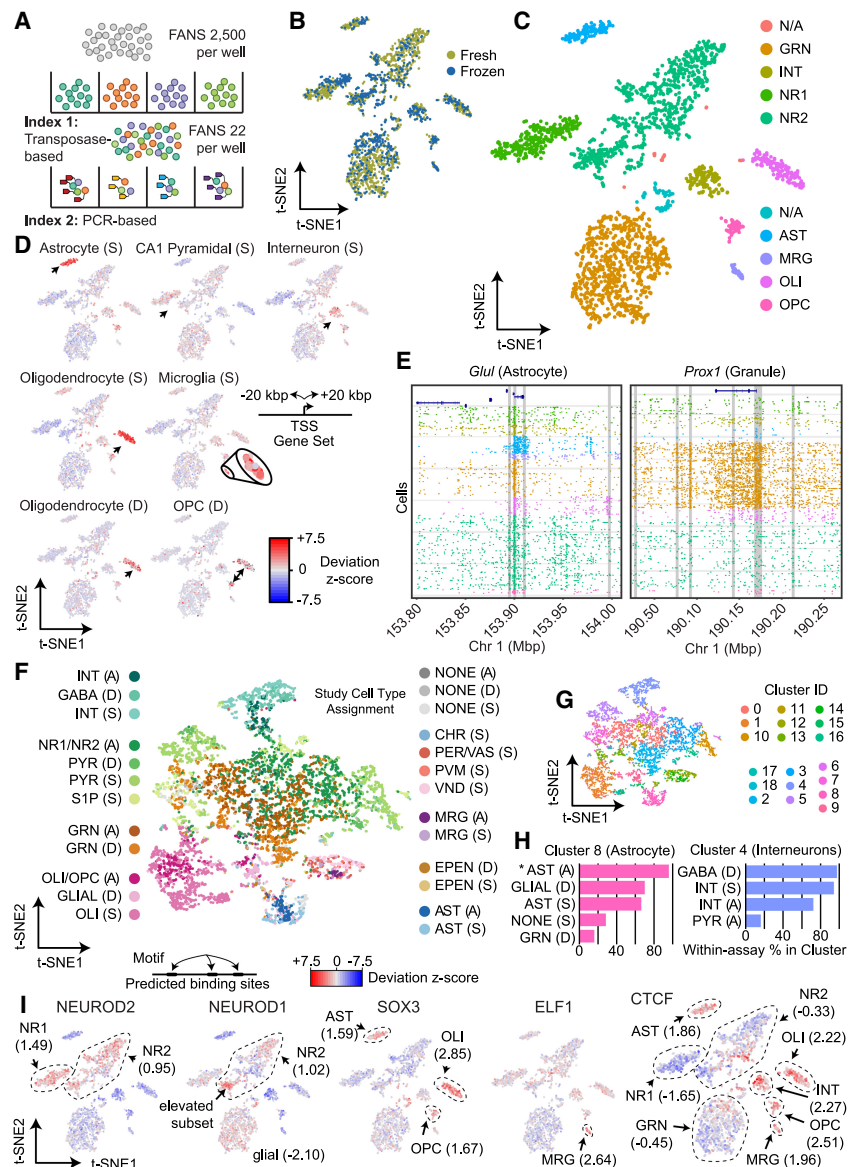 A
FANS 2,500
per well
Index 1:
Transposase-
based
FANS 22
per well
Index 2: PCR-based
B
Fresh
Frozen
t-SNE2
t-SNE1
C
N/A
GRN
INT
NR1
NR2
N/A
AST
MRG
OLI
OPC
t-SNE2
t-SNE1
D
Astrocyte (S)
CA1 Pyramidal (S)
Interneuron (S)
Oligodendrocyte (S)
Microglia (S)
-20 kbp
+20 kbp
TSS
Gene Set
Oligodendrocyte (D)
OPC (D)
+7.5
0
-7.5
Deviation
z-score
t-SNE2
t-SNE1
E
Glul (Astrocyte)
Prox1 (Granule)
Cells
153.80
153.85
153.90
153.95
154.00
190.50
190.10
190.15
190.20
190.25
Chr 1 (Mbp)
Chr 1 (Mbp)
F
INT (A)
GABA (D)
INT (S)
NR1/NR2 (A)
PYR (D)
PYR (S)
S1P (S)
GRN (A)
GRN (D)
OLI/OPC (A)
GLIAL (D)
OLI (S)
Study Cell Type
Assignment
NONE (A)
NONE (D)
NONE (S)
CHR (S)
PER/VAS (S)
PVM (S)
VND (S)
MRG (A)
MRG (S)
EPEN (D)
EPEN (S)
AST (A)
AST (S)
t-SNE2
t-SNE1
G
Cluster ID
0
1
10
11
12
13
14
15
16
17
18
2
3
4
5
6
7
8
9
t-SNE2
t-SNE1
H
Cluster 8 (Astrocyte)
*AST (A)
GLIAL (D)
AST (S)
NONE (S)
GRN (D)
0 40 80
Cluster 4 (Interneurons)
GABA (D)
INT (S)
INT (A)
PYR (A)
0 40 80
Within-assay % in Cluster
Motif
Predicted binding sites
+7.5
0
-7.5
Deviation z-score
I
NEUROD2
NR1
(1.49)
NR2
(0.95)
t-SNE2
t-SNE1
NEUROD1
NR2
(1.02)
elevated
subset
glial (-2.10)
SOX3
AST
(1.59)
OLI
(2.85)
OPC (1.67)
ELF1
MRG (2.64)
CTCF
NR2
(-0.33)
AST (1.86)
OLI
(2.22)
NR1 (-1.65)
INT
(2.27)
GRN
(-0.45)
OPC
(2.51)
MRG (1.96)